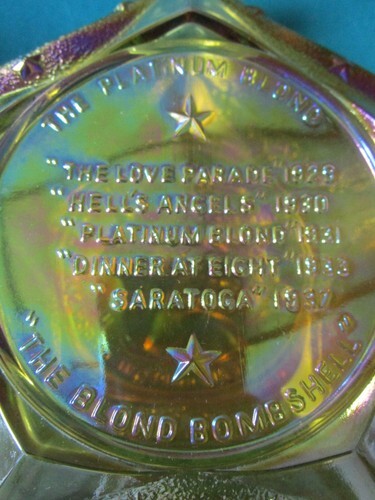 THE PLATINUM BLOND
"THE LOVE PARADE" 1929
"HELL'S ANGELS" 1930
"PLATINUM BLOND" 1931
"DINNER AT EIGHT" 1933
"SARATOGA" 1937
"THE BLOND BOMBSHELL"